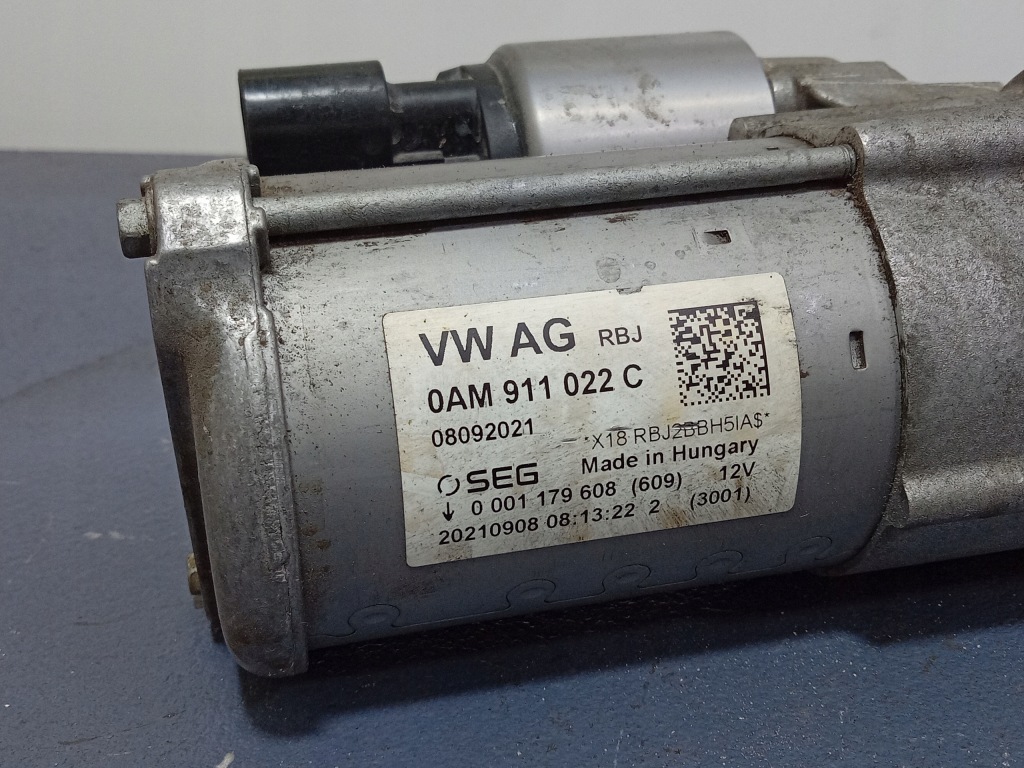 VW AG RBJ
0AM 911 022 C
08092021
*X18 RBJ2BBH5IA$*
SEG Made in Hungary
0 001 179 608 (609) 12V
20210908 08:13:22 2 (3001)